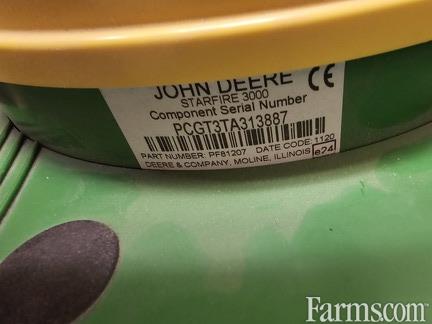 JOHN DEERE CE
STARFIRE 3000
Component Serial Number
PCGT3TA313887
PART NUMBER: PF81207 DATE CODE: 1120
DEERE & COMPANY, MOLINE, ILLINOIS e24
Farms.com™